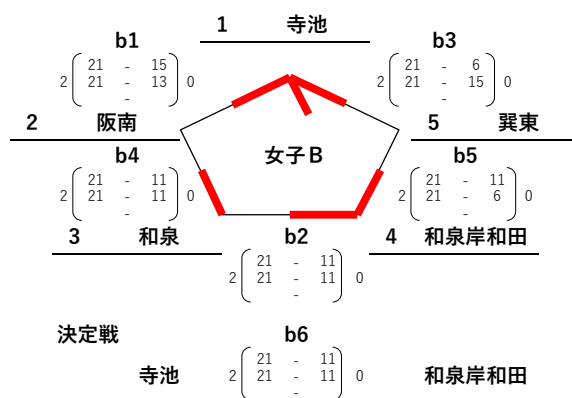 1 寺池
b1 b3
21 - 15 21 - 6
2 21 - 13 0 2 21 - 15 0
- -
2 阪南 5 巽東
女子B
b4 b5
21 - 11 21 - 11
2 21 - 11 0 2 21 - 6 0
- -
3 和泉 b2 4 和泉岸和田
21 - 11
2 21 - 11 0
-
決定戦 b6
21 - 11
寺池 2 21 - 11 0 和泉岸和田
-